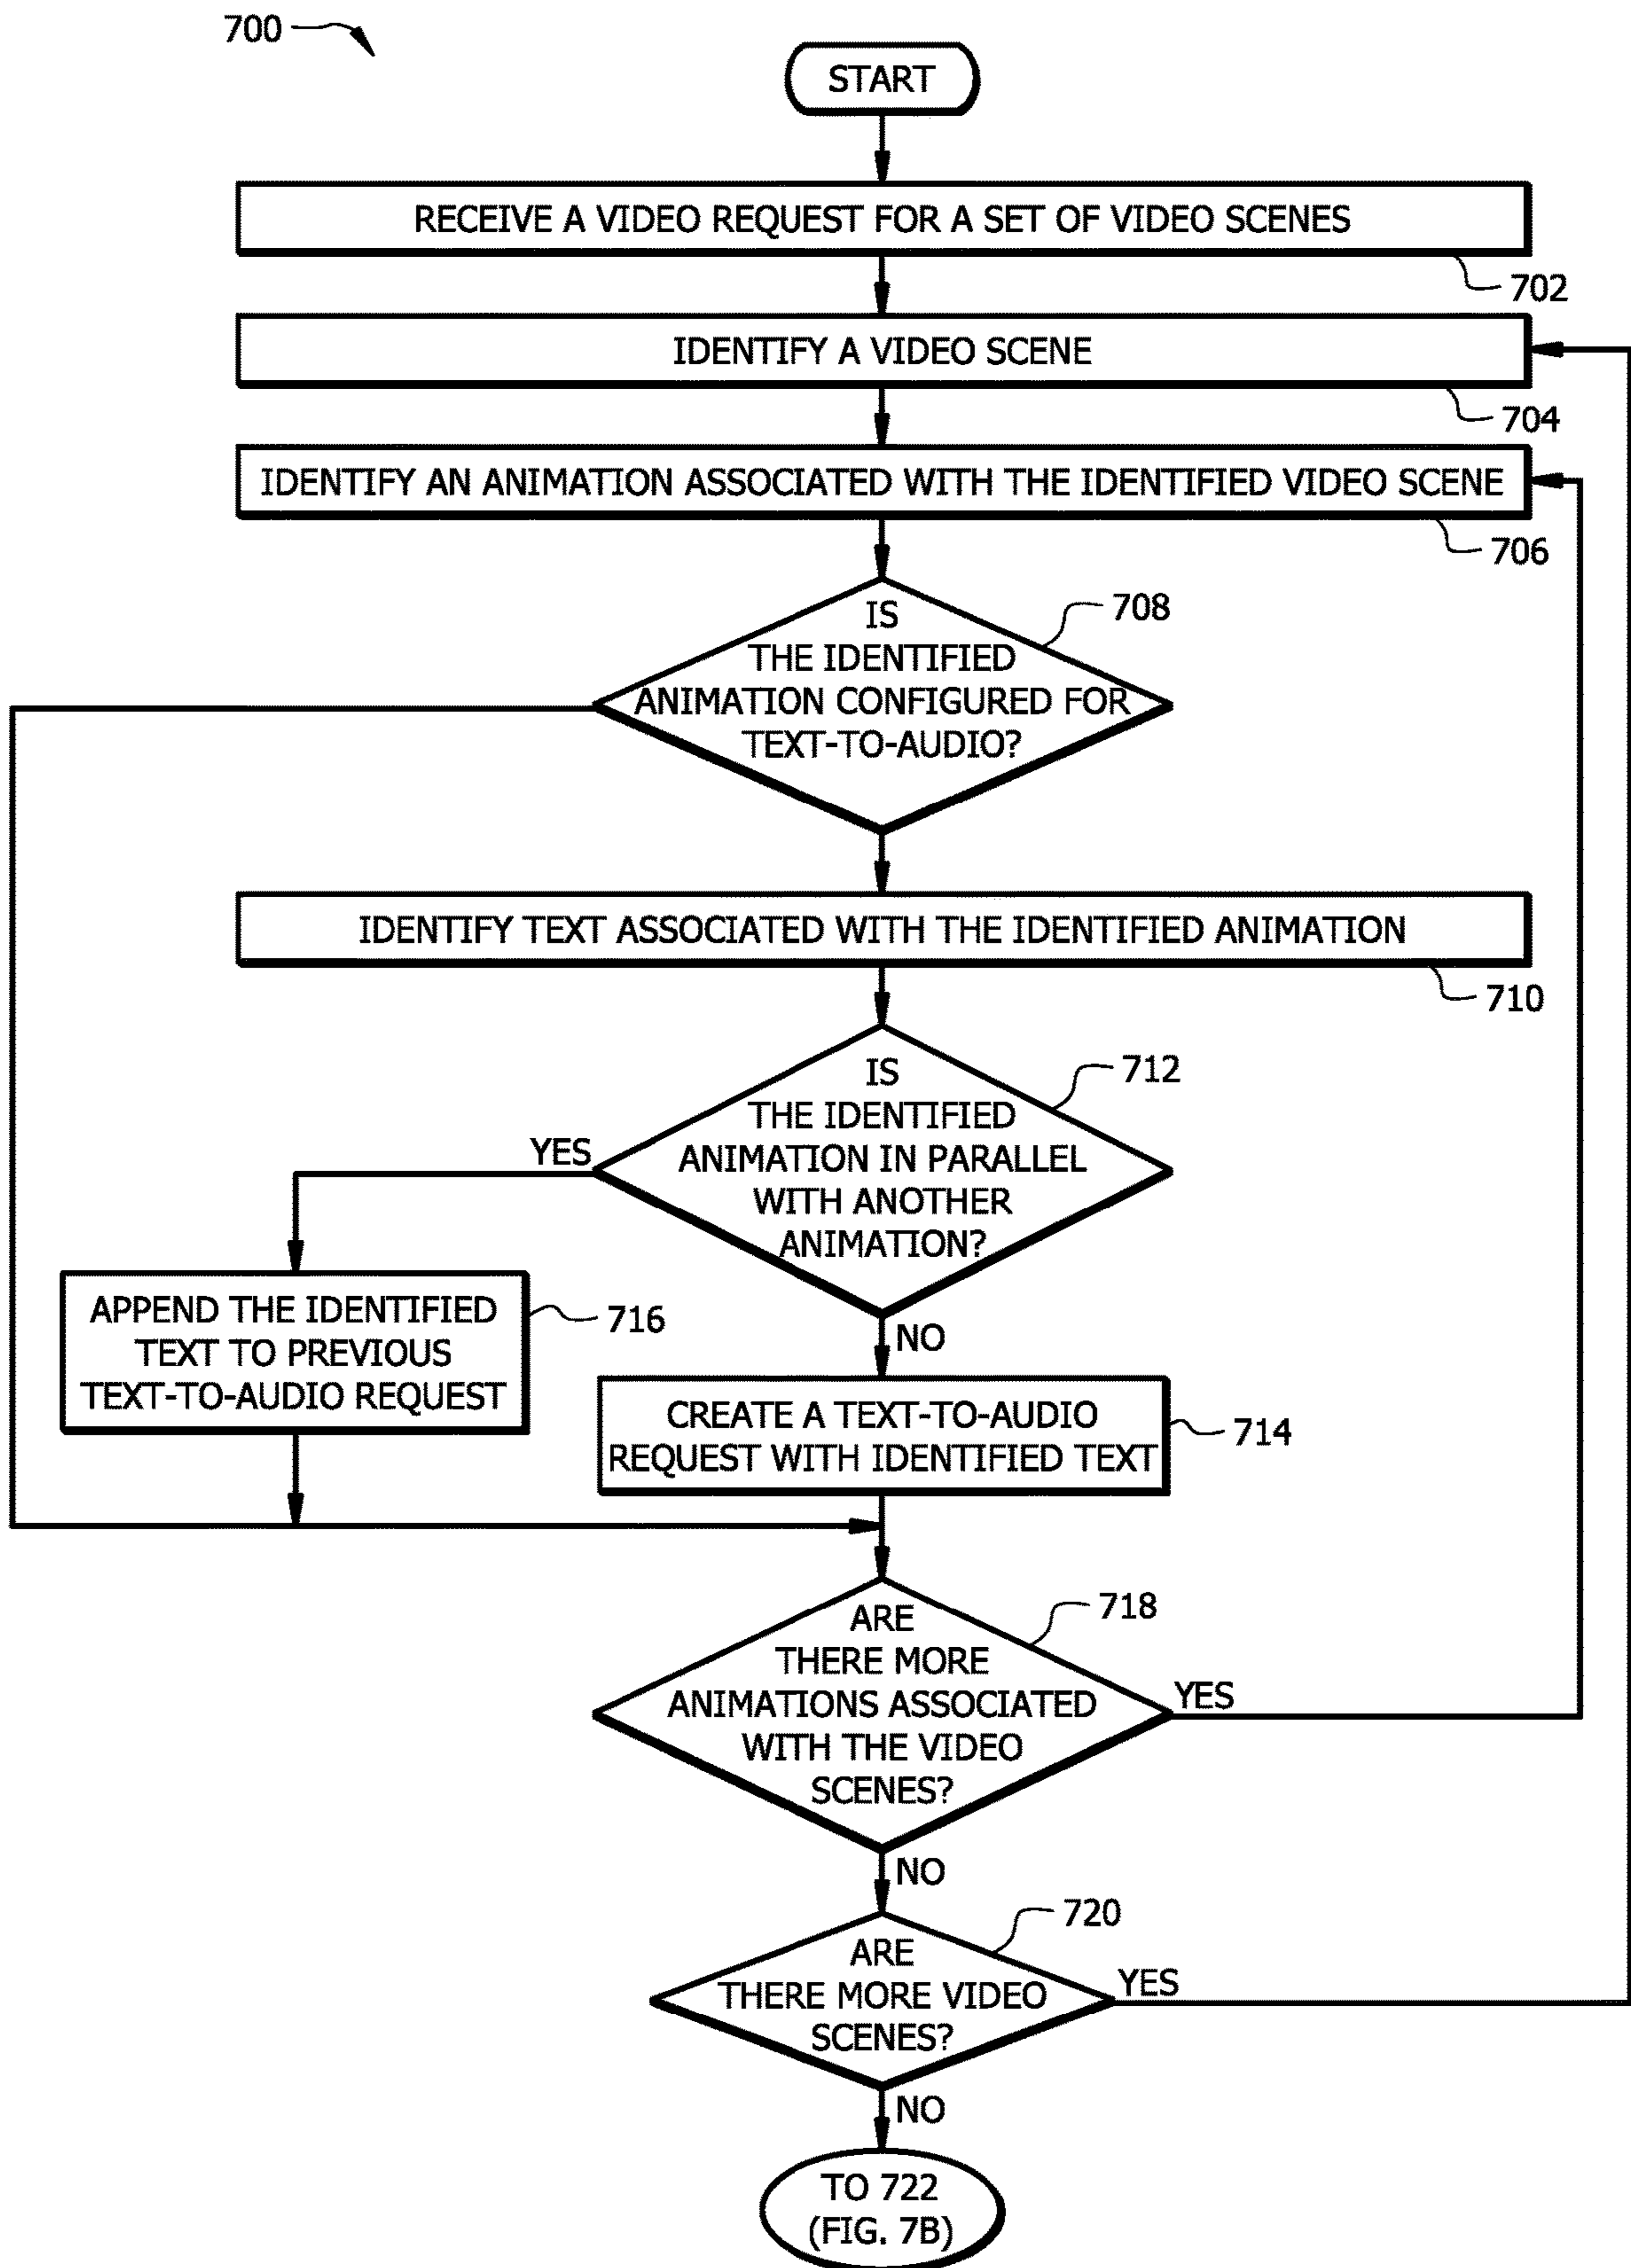 700
START
RECEIVE A VIDEO REQUEST FOR A SET OF VIDEO SCENES
702
IDENTIFY A VIDEO SCENE
704
IDENTIFY AN ANIMATION ASSOCIATED WITH THE IDENTIFIED VIDEO SCENE
706
IS
THE IDENTIFIED
ANIMATION CONFIGURED FOR
TEXT-TO-AUDIO?
708
IDENTIFY TEXT ASSOCIATED WITH THE IDENTIFIED ANIMATION
710
IS
THE IDENTIFIED
ANIMATION IN PARALLEL
WITH ANOTHER
ANIMATION?
712
YES
NO
APPEND THE IDENTIFIED
TEXT TO PREVIOUS
TEXT-TO-AUDIO REQUEST
716
CREATE A TEXT-TO-AUDIO
REQUEST WITH IDENTIFIED TEXT
714
ARE
THERE MORE
ANIMATIONS ASSOCIATED
WITH THE VIDEO
SCENES?
718
YES
NO
ARE
THERE MORE VIDEO
SCENES?
720
YES
NO
TO 722
(FIG. 7B)